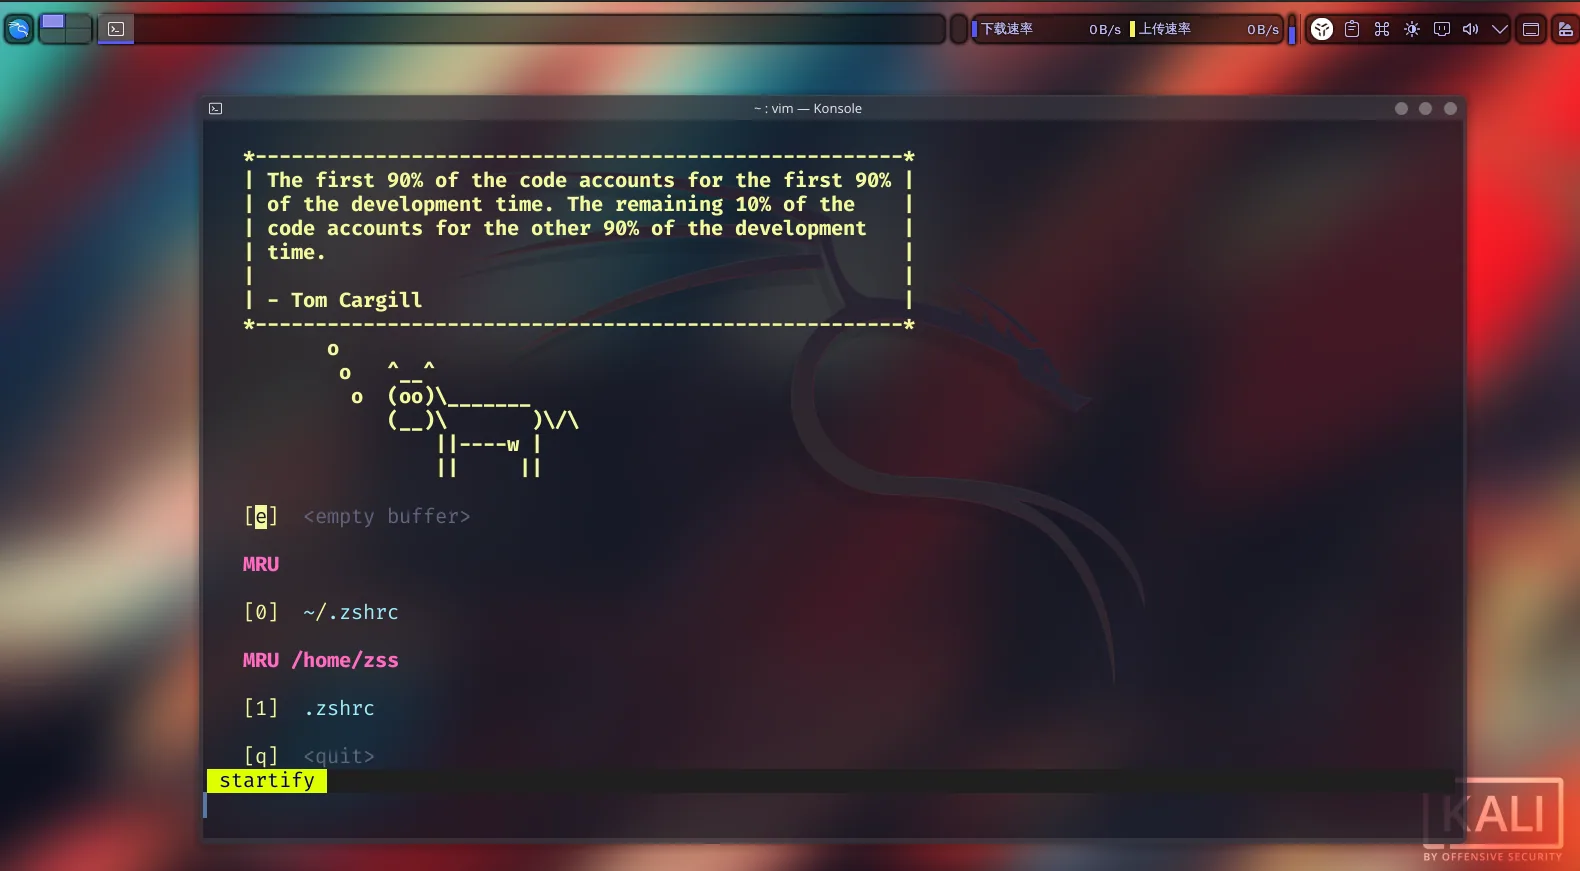 下载速率 0B/s 上传速率 0B/s
~ : vim — Konsole
*------------------------------------------------------*
| The first 90% of the code accounts for the first 90% |
| of the development time. The remaining 10% of the    |
| code accounts for the other 90% of the development   |
| time.                                                |
|                                                      |
| - Tom Cargill                                        |
*------------------------------------------------------*
       o
        o   ^__^
         o  (oo)\_______
            (__)\       )\/\
                ||----w |
                ||     ||
[e]  <empty buffer>
MRU
[0]  ~/.zshrc
MRU /home/zss
[1]  .zshrc
[q]  <quit>
startify
KALI
BY OFFENSIVE SECURITY